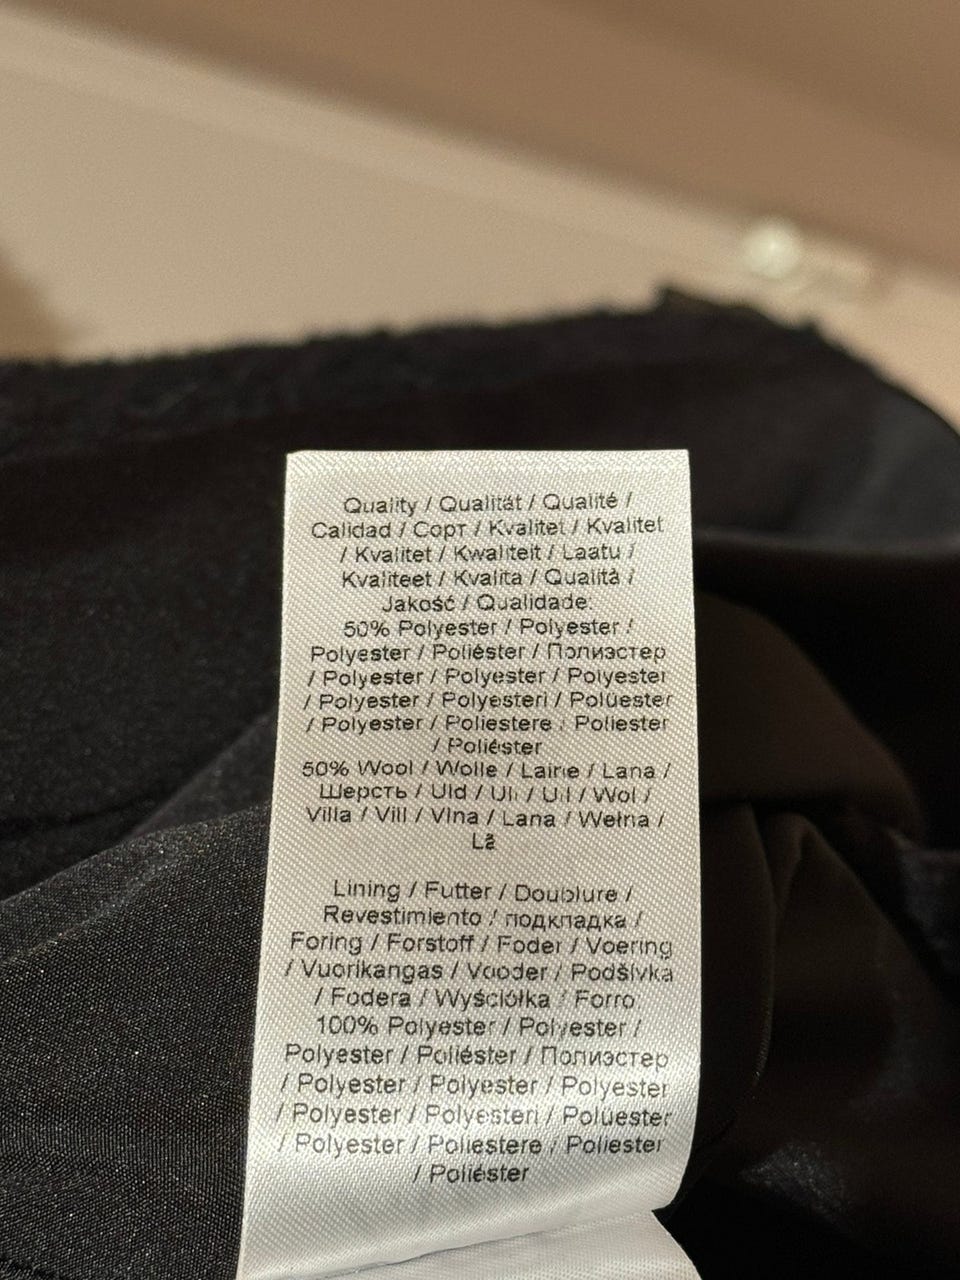 Quality / Qualität / Qualité /
Calidad / Сорт / Kvalitet / Kvalitet
/ Kvalitet / Kwaliteit / Laatu /
Kvaliteet / Kvalita / Qualità /
Jakość / Qualidade:
50% Polyester / Polyester /
Polyester / Poliéster / Полиэстер
/ Polyester / Polyester / Polyester
/ Polyester / Polyesteri / Polüester
/ Polyester / Poliestere / Poliester
/ Poliéster
50% Wool / Wolle / Laine / Lana /
Шерсть / Uld / Ull / Ull / Wol /
Villa / Vill / Vlna / Lana / Wełna /
Lã
Lining / Futter / Doublure /
Revestimiento / подкладка /
Foring / Forstoff / Foder / Voering
/ Vuorikangas / Vooder / Podšívka
/ Fodera / Wyściółka / Forro
100% Polyester / Polyester /
Polyester / Poliéster / Полиэстер
/ Polyester / Polyester / Polyester
/ Polyester / Polyesteri / Polüester
/ Polyester / Poliestere / Poliester
/ Poliéster